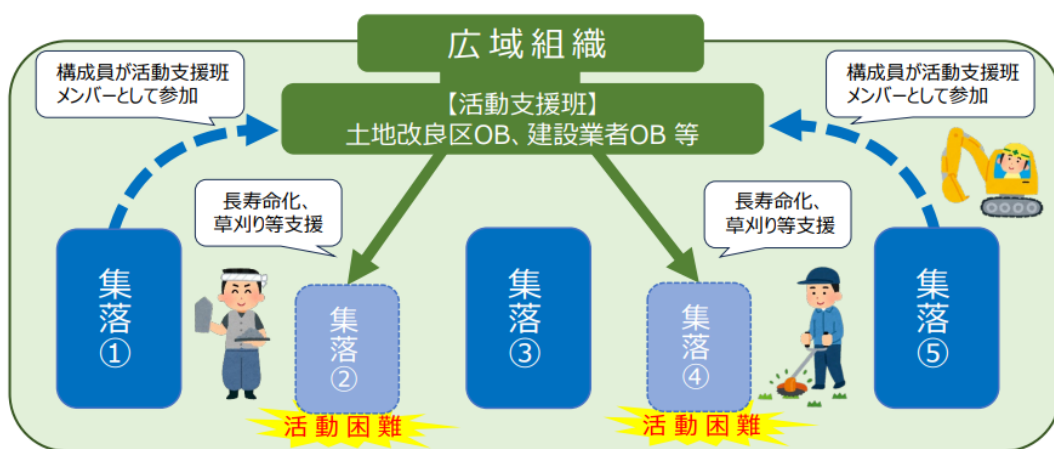 広域組織
【活動支援班】
土地改良区OB、建設業者OB 等
構成員が活動支援班
メンバーとして参加
構成員が活動支援班
メンバーとして参加
長寿命化、
草刈り等支援
長寿命化、
草刈り等支援
集落①
集落②
集落③
集落④
集落⑤
活動困難
活動困難